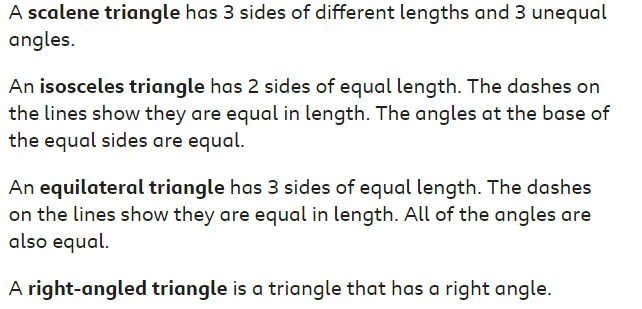 A scalene triangle has 3 sides of different lengths and 3 unequal
angles.
An isosceles triangle has 2 sides of equal length. The dashes on
the lines show they are equal in length. The angles at the base of
the equal sides are equal.
An equilateral triangle has 3 sides of equal length. The dashes
on the lines show they are equal in length. All of the angles are
also equal.
A right-angled triangle is a triangle that has a right angle.